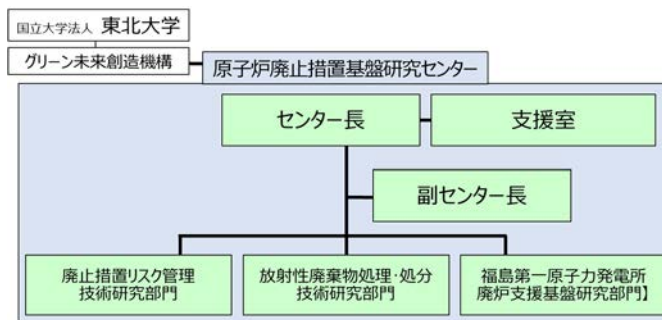 国立大学法人 東北大学
グリーン未来創造機構
原子炉廃止措置基盤研究センター
センター長
支援室
副センター長
廃止措置リスク管理
技術研究部門
放射性廃棄物処理・処分
技術研究部門
福島第一原子力発電所
廃炉支援基盤研究部門】